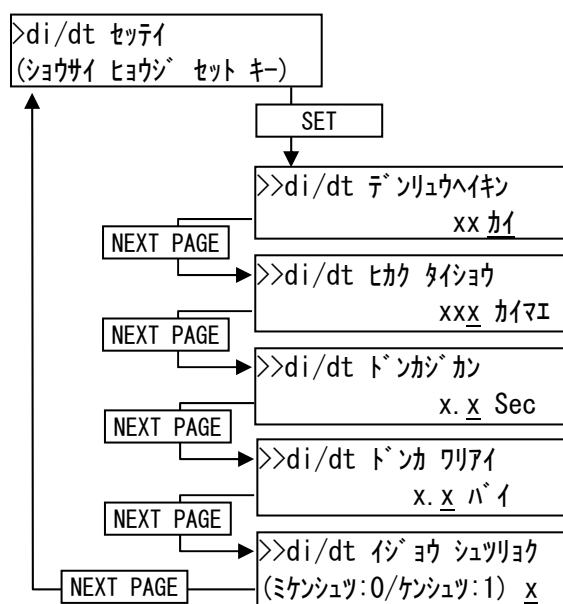 >di/dt ｾｯﾃｲ
(ｼｮｳｻｲ ﾋｮｳｼﾞ ｾｯﾄ ｷｰ)
SET
>>di/dt ﾃﾞﾝﾘｭｳﾍｲｷﾝ
xx ｶｲ
NEXT PAGE
>>di/dt ﾋｶｸ ﾀｲｼｮｳ
xxx ｶｲﾏｴ
NEXT PAGE
>>di/dt ﾄﾞﾝｶｼﾞｶﾝ
x.x Sec
NEXT PAGE
>>di/dt ﾄﾞﾝｶ ﾜﾘｱｲ
x.x ﾊﾞｲ
NEXT PAGE
>>di/dt ｲｼﾞｮｳ ｼｭﾂﾘｮｸ
(ﾐｹﾝｼｭﾂ:0/ｹﾝｼｭﾂ:1) x
NEXT PAGE